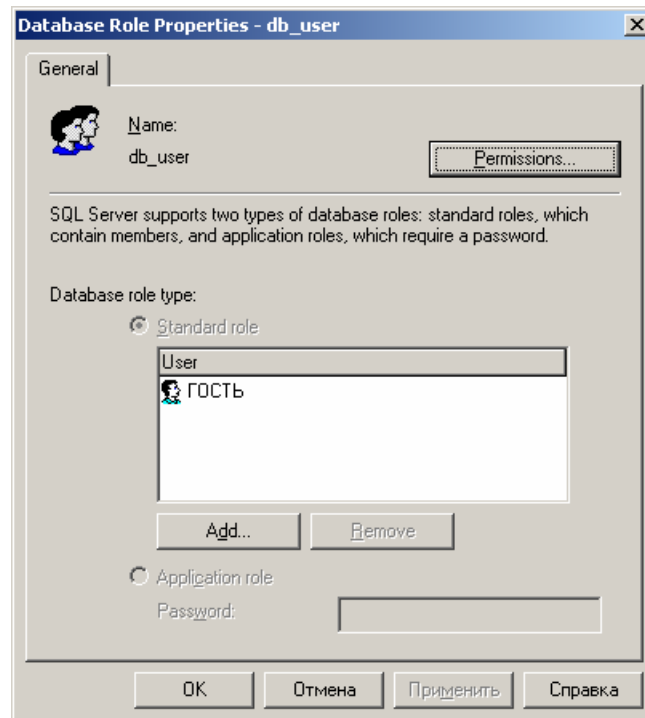 Database Role Properties - db_user
General
Name:
db_user
Permissions...
SQL Server supports two types of database roles: standard roles, which
contain members, and application roles, which require a password.
Database role type:
Standard role
User
ГОСТЬ
Add...
Remove
Application role
Password:
OK
Отмена
Применить
Справка